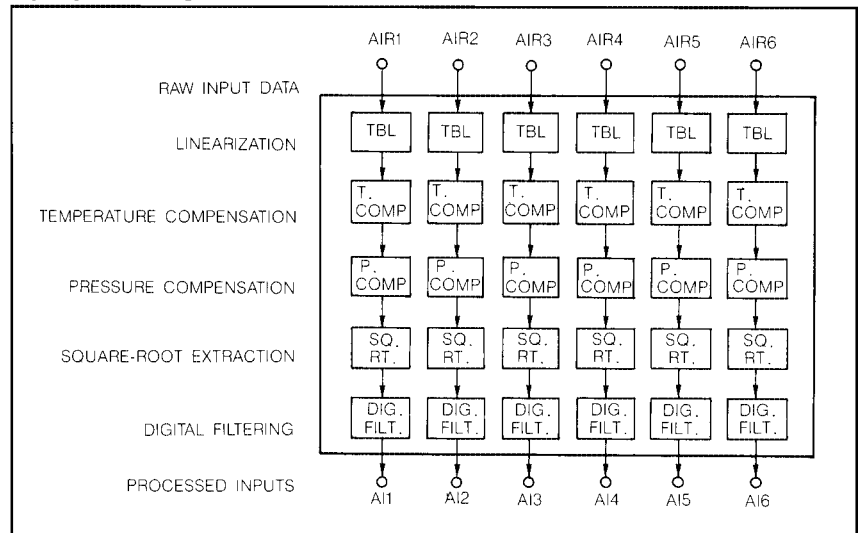 AIR1 AIR2 AIR3 AIR4 AIR5 AIR6
RAW INPUT DATA
LINEARIZATION
TBL TBL TBL TBL TBL TBL
TEMPERATURE COMPENSATION
T. T. T. T. T. T.
COMP COMP COMP COMP COMP COMP
PRESSURE COMPENSATION
P. P. P. P. P. P.
COMP COMP COMP COMP COMP COMP
SQUARE-ROOT EXTRACTION
SQ. SQ. SQ. SQ. SQ. SQ.
RT. RT. RT. RT. RT. RT.
DIGITAL FILTERING
DIG. DIG. DIG. DIG. DIG. DIG.
FILT. FILT. FILT. FILT. FILT. FILT.
PROCESSED INPUTS
AI1 AI2 AI3 AI4 AI5 AI6